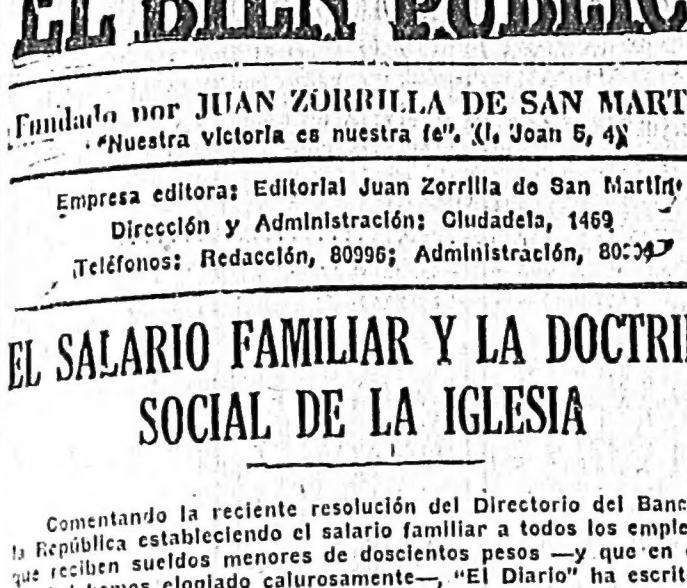 EL BIEN PUBLIC
Fundado por JUAN ZORRILLA DE SAN MART
"Nuestra victoria es nuestra fe". (I, Joan 5, 4)
Empresa editora: Editorial Juan Zorrilla de San Martín
Dirección y Administración: Ciudadela, 1469
Teléfonos: Redacción, 80996; Administración,
EL SALARIO FAMILIAR Y LA DOCTRI
SOCIAL DE LA IGLESIA
Comentando la reciente resolución del Directorio del Banc
la República estableciendo el salario familiar a todos los emple
que reciben sueldos menores de doscientos pesos —y que en
hemos elogiado calurosamente—, "El Diario" ha escrit